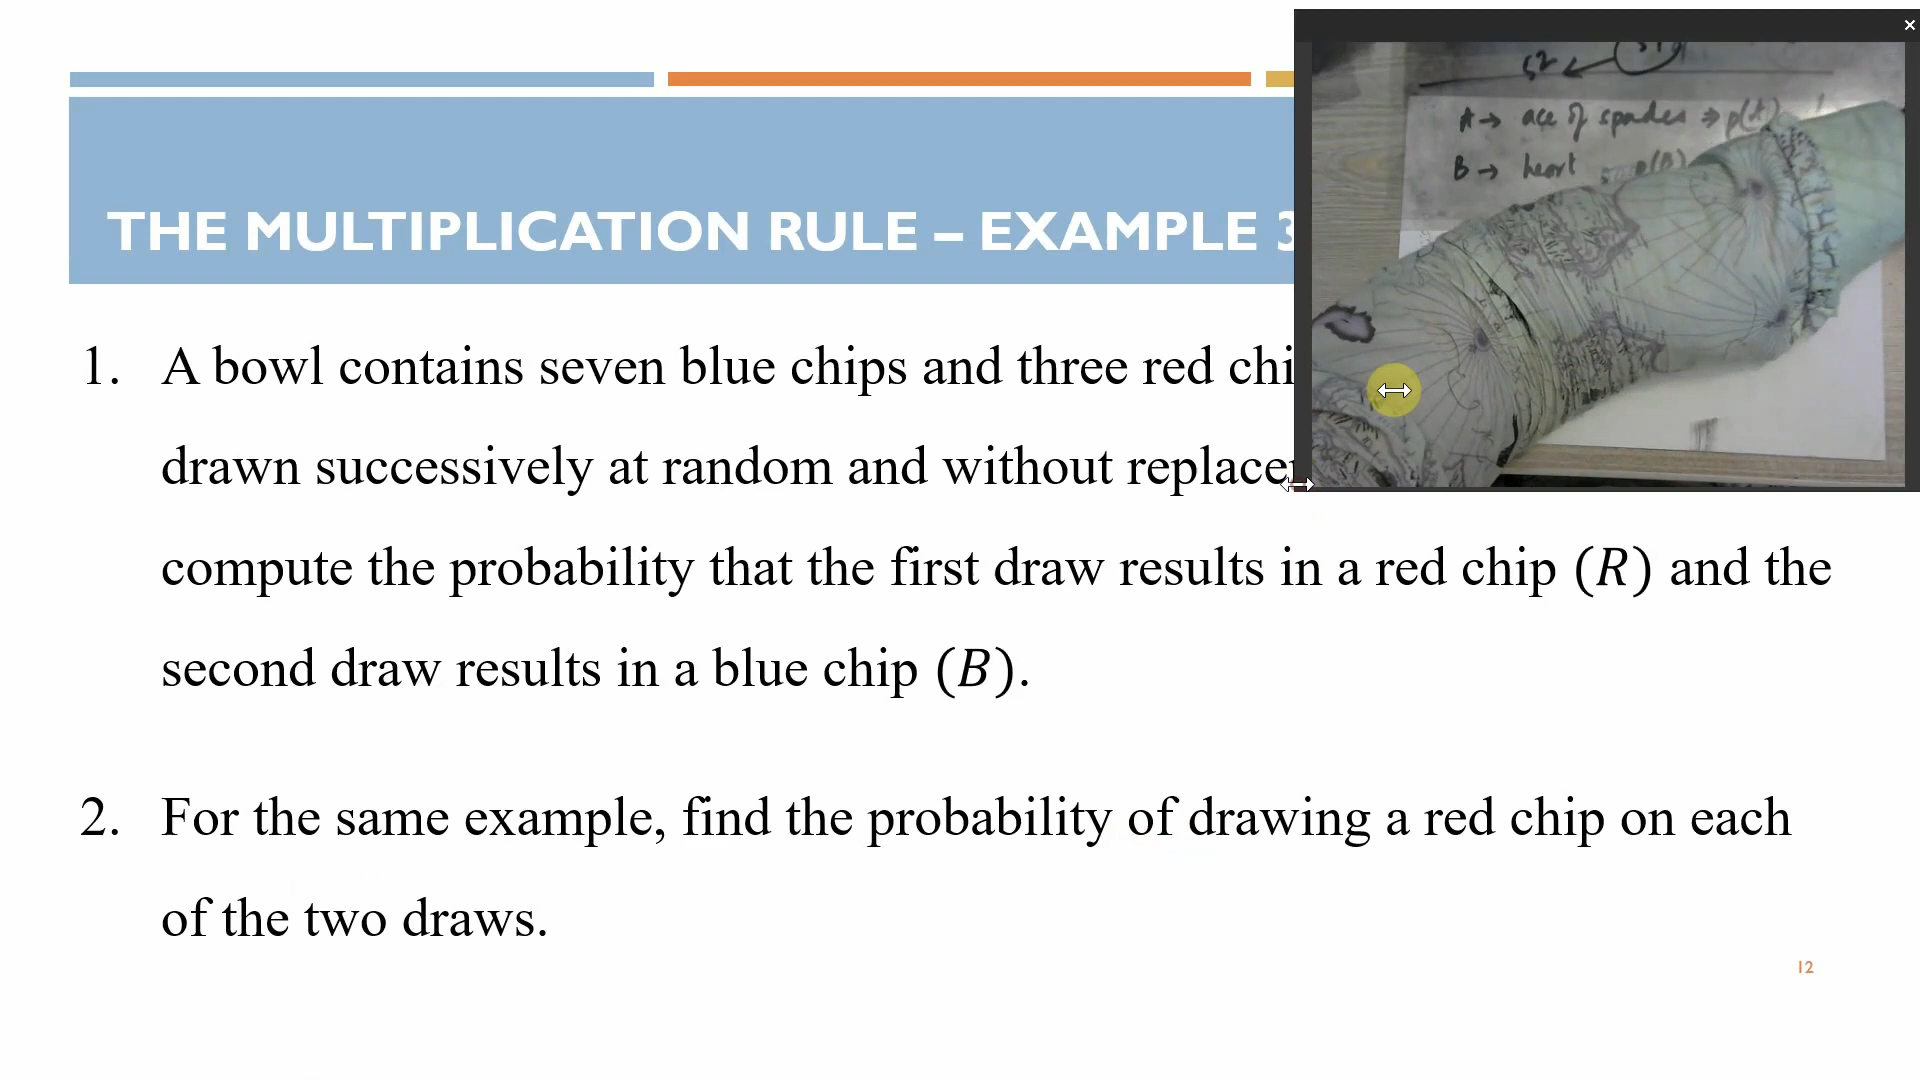 THE MULTIPLICATION RULE – EXAMPLE 3
1. A bowl contains seven blue chips and three red chi
drawn successively at random and without replace
compute the probability that the first draw results in a red chip (R) and the
second draw results in a blue chip (B).
2. For the same example, find the probability of drawing a red chip on each
of the two draws.
12
52
A → ace of spades → p(A)
B → heart p(B)